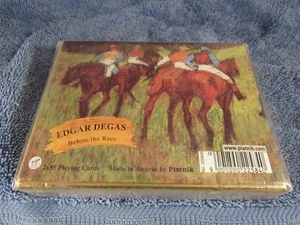 EDGAR DEGAS
Before the Race
2x55 Playing Cards Made in Austria by Piatnik
www.piatnik.com